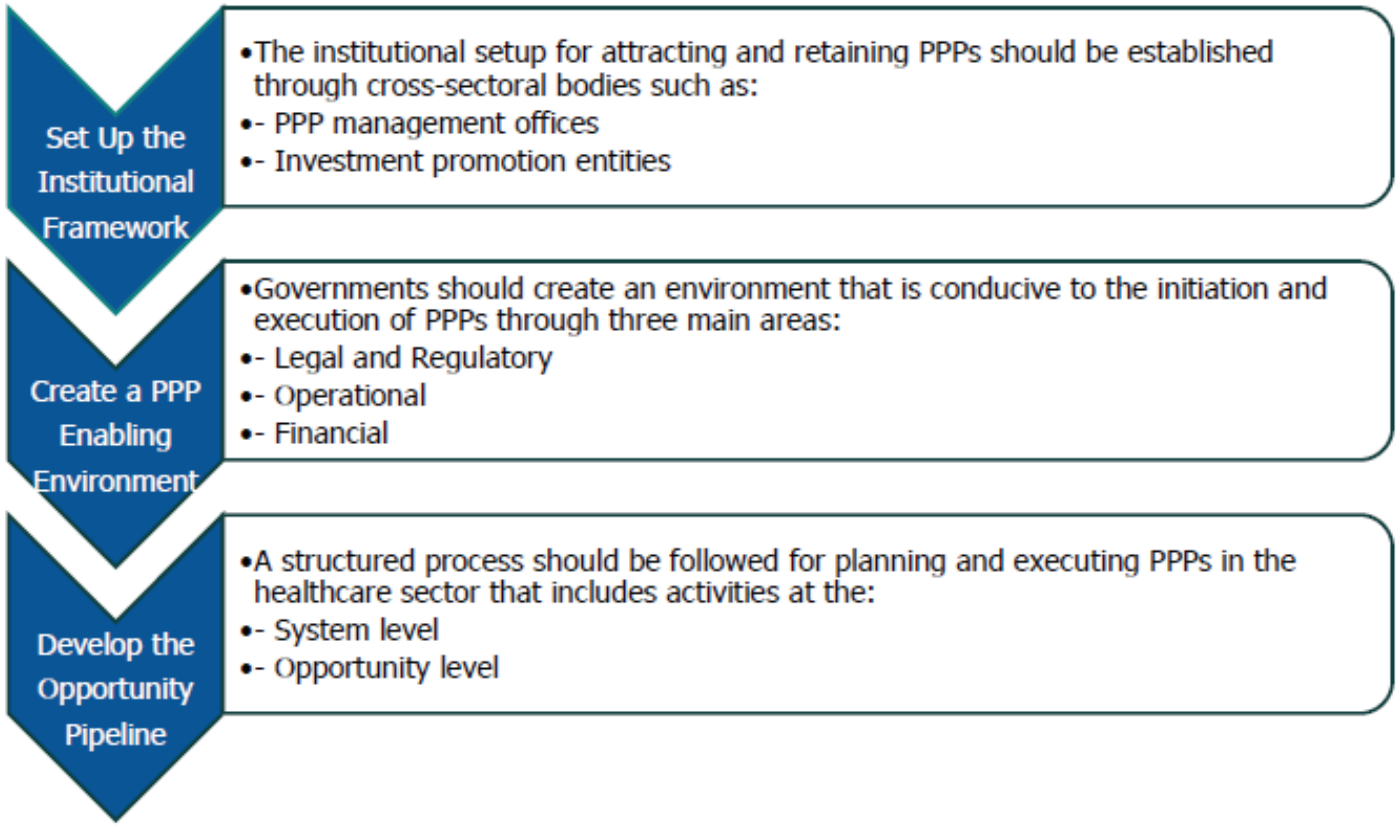 Set Up the
Institutional
Framework
•The institutional setup for attracting and retaining PPPs should be established
through cross-sectoral bodies such as:
•- PPP management offices
•- Investment promotion entities
Create a PPP
Enabling
Environment
•Governments should create an environment that is conducive to the initiation and
execution of PPPs through three main areas:
•- Legal and Regulatory
•- Operational
•- Financial
Develop the
Opportunity
Pipeline
•A structured process should be followed for planning and executing PPPs in the
healthcare sector that includes activities at the:
•- System level
•- Opportunity level